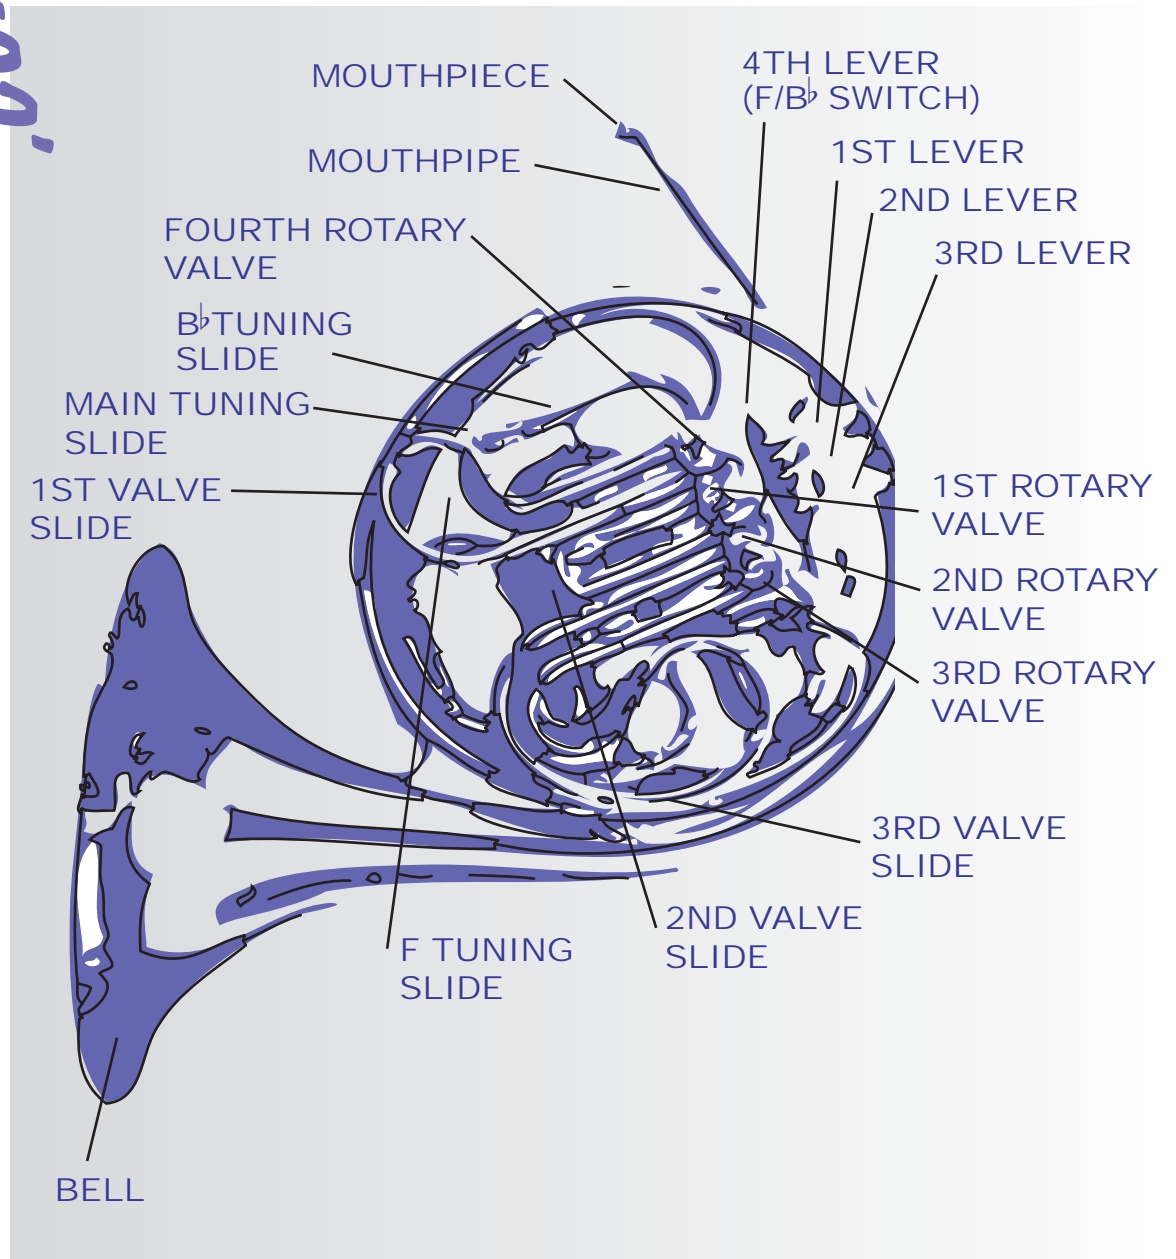 MOUTHPIECE
4TH LEVER
(F/B♭ SWITCH)
MOUTHPIPE
1ST LEVER
2ND LEVER
FOURTH ROTARY
VALVE
3RD LEVER
B♭TUNING
SLIDE
MAIN TUNING
SLIDE
1ST VALVE
SLIDE
1ST ROTARY
VALVE
2ND ROTARY
VALVE
3RD ROTARY
VALVE
3RD VALVE
SLIDE
2ND VALVE
SLIDE
F TUNING
SLIDE
BELL